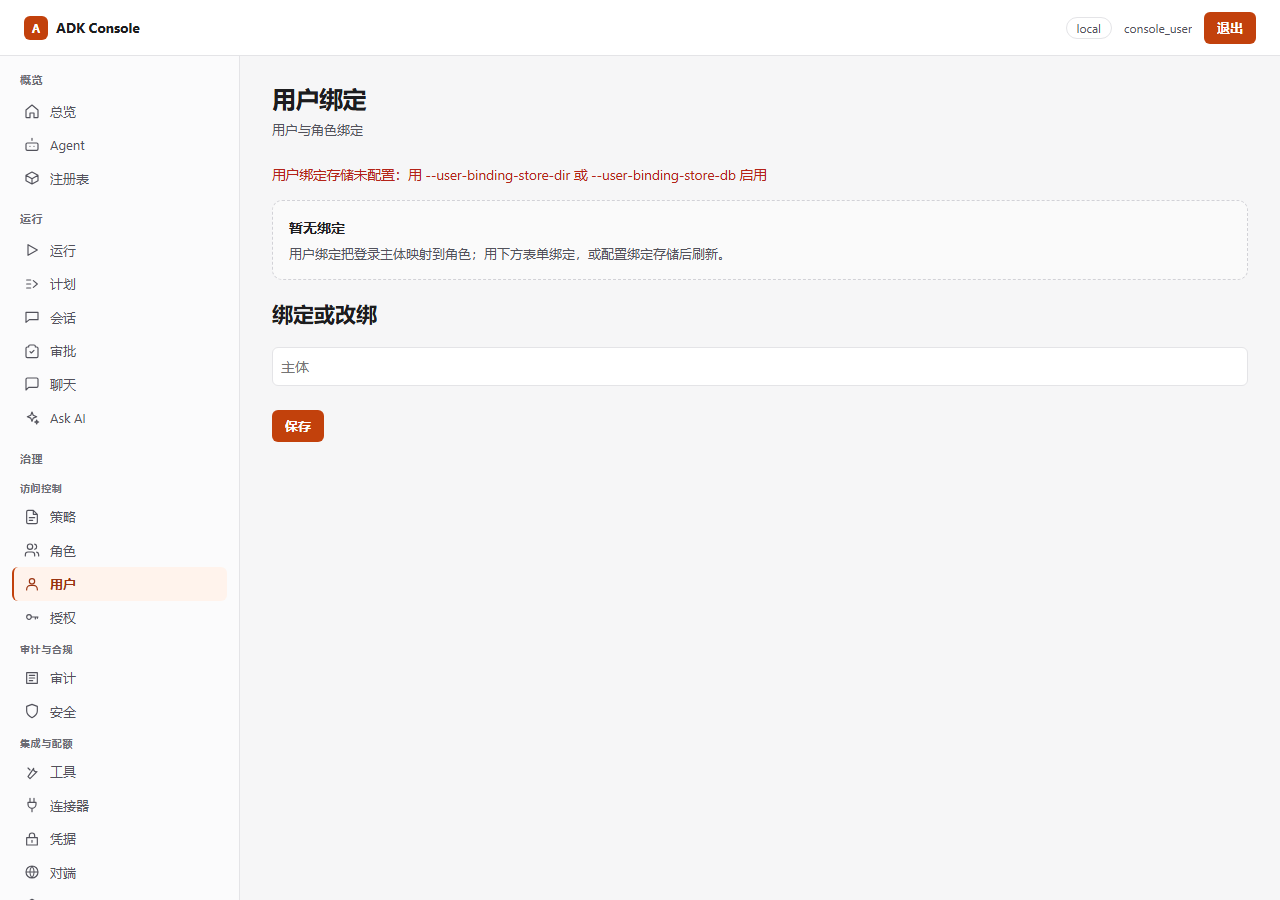 A ADK Console
local console_user 退出
概览
总览
Agent
注册表
运行
运行
计划
会话
审批
聊天
Ask AI
治理
访问控制
策略
角色
用户
授权
审计与合规
审计
安全
集成与配额
工具
连接器
凭据
对端
用户绑定
用户与角色绑定
用户绑定存储未配置：用 --user-binding-store-dir 或 --user-binding-store-db 启用
暂无绑定
用户绑定把登录主体映射到角色；用下方表单绑定，或配置绑定存储后刷新。
绑定或改绑
主体
保存